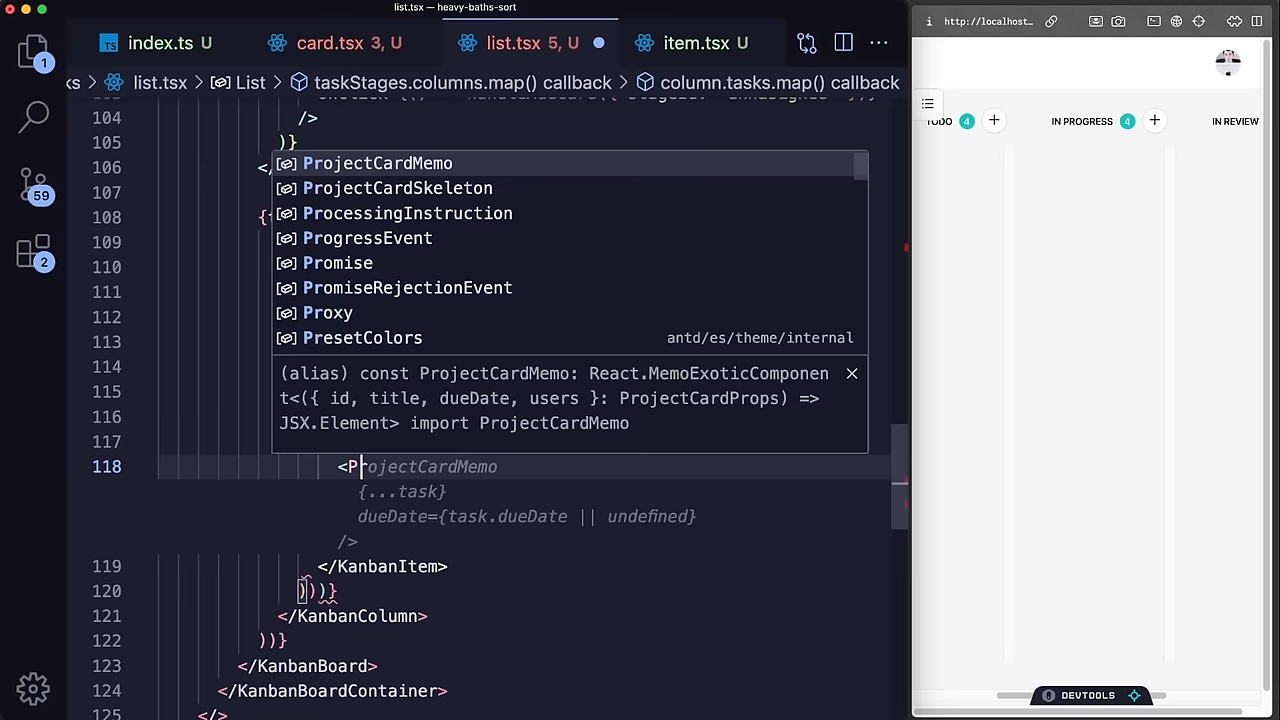 list.tsx — heavy-baths-sort
index.ts U
card.tsx 3, U
list.tsx 5, U
item.tsx U
ks > list.tsx > List > taskStages.columns.map() callback > column.tasks.map() callback
104 />
105 )}
106 </
107
108 {
109
110
111
112
113
114
115
116
117
ProjectCardMemo
ProjectCardSkeleton
ProcessingInstruction
ProgressEvent
Promise
PromiseRejectionEvent
Proxy
PresetColors antd/es/theme/internal
(alias) const ProjectCardMemo: React.MemoExoticComponen
t<({ id, title, dueDate, users }: ProjectCardProps) =>
JSX.Element> import ProjectCardMemo
118 <ProjectCardMemo
{...task}
dueDate={task.dueDate || undefined}
/>
119 </KanbanItem>
120 )))}
121 </KanbanColumn>
122 ))}
123 </KanbanBoard>
124 </KanbanBoardContainer>
125 </>
1
59
2
http://localhost...
TODO 4 +
IN PROGRESS 4 +
IN REVIEW
DEVTOOLS